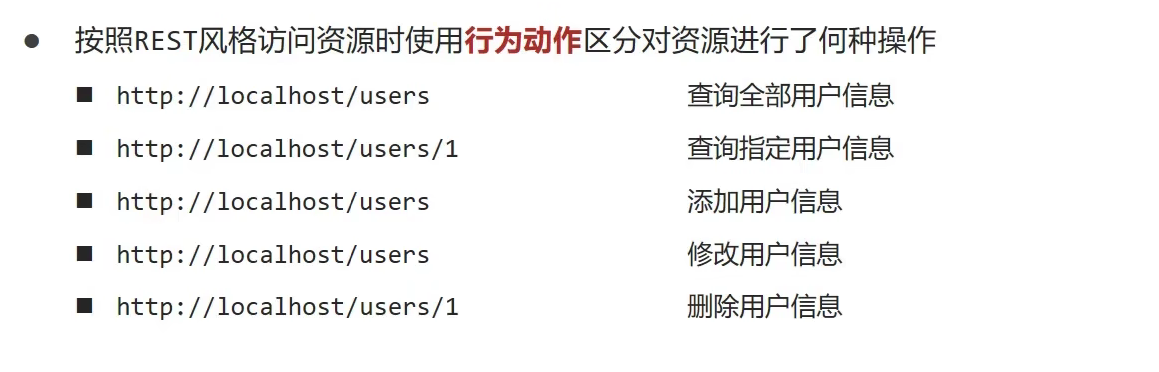 按照REST风格访问资源时使用行为动作区分对资源进行了何种操作
http://localhost/users 查询全部用户信息
http://localhost/users/1 查询指定用户信息
http://localhost/users 添加用户信息
http://localhost/users 修改用户信息
http://localhost/users/1 删除用户信息